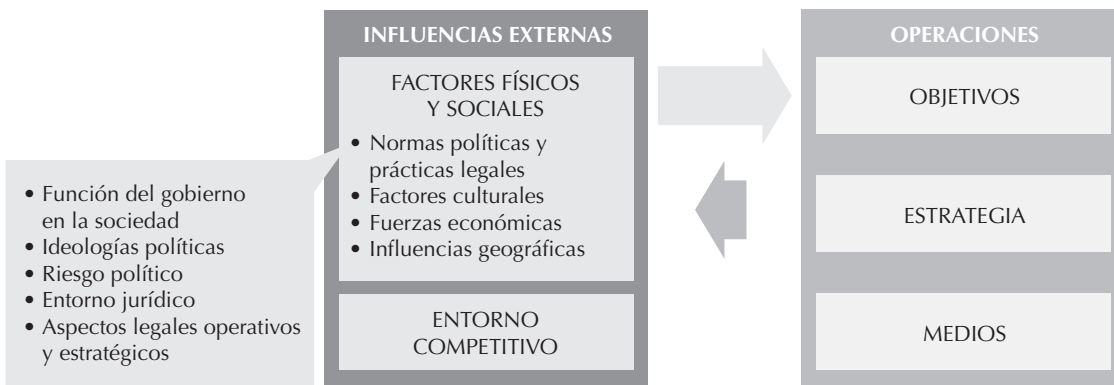 INFLUENCIAS EXTERNAS
FACTORES FÍSICOS
Y SOCIALES
• Normas políticas y
prácticas legales
• Factores culturales
• Fuerzas económicas
• Influencias geográficas
ENTORNO
COMPETITIVO
• Función del gobierno
en la sociedad
• Ideologías políticas
• Riesgo político
• Entorno jurídico
• Aspectos legales operativos
y estratégicos
OPERACIONES
OBJETIVOS
ESTRATEGIA
MEDIOS